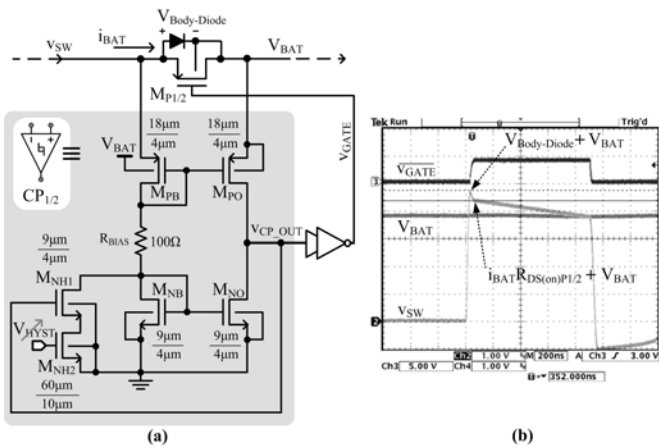 V_Body-Diode
i_BAT
+ −
v_SW
V_BAT
M_P1/2
18μm
4μm
18μm
4μm
V_BAT
CP_1/2
M_PB
M_PO
v_GATE
R_BIAS
100Ω
v_CP_OUT
9μm
4μm
M_NH1
M_NB
M_NO
V_HYST
9μm
4μm
9μm
4μm
M_NH2
60μm
10μm
(a)
Tek Run
Trig'd
V_Body-Diode + V_BAT
v_GATE
3
V_BAT
i_BAT R_DS(on)P1/2 + V_BAT
v_SW
2
Ch2 1.00 V M 200ns A Ch3 ʃ 3.00 V
Ch3 5.00 V Ch4 1.00 V
352.000ns
(b)